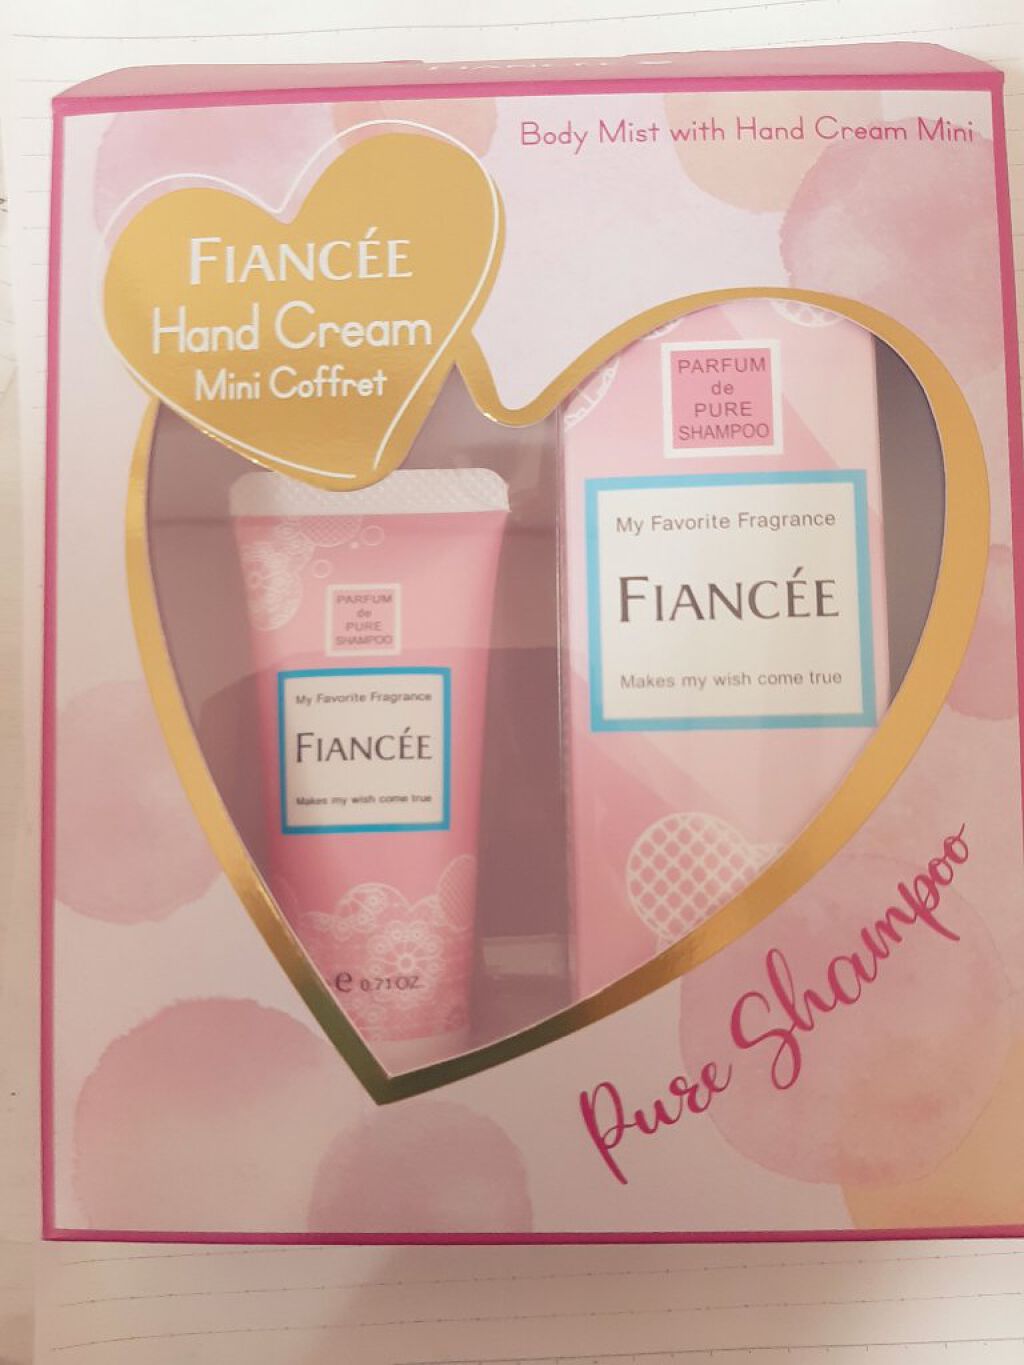 Body Mist with Hand Cream Mini
FIANCÉE
Hand Cream
Mini Coffret
PARFUM
de
PURE
SHAMPOO
My Favorite Fragrance
FIANCÉE
Makes my wish come true
PARFUM
de
PURE
SHAMPOO
My Favorite Fragrance
FIANCÉE
Makes my wish come true
e 0.71 OZ.
Pure Shampoo